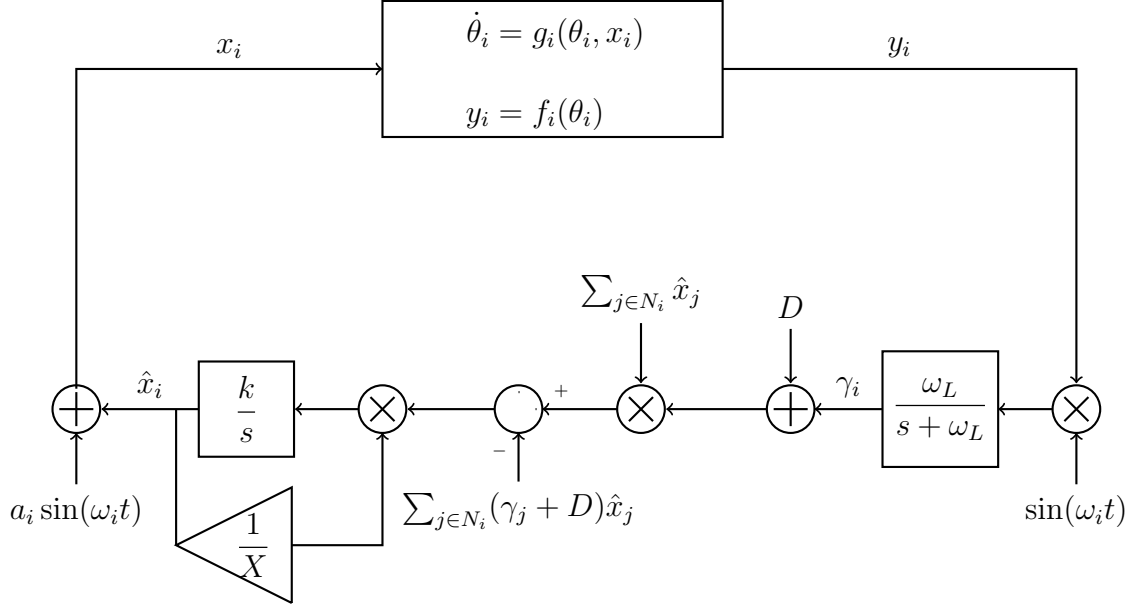 θ̇_i = g_i(θ_i, x_i)
y_i = f_i(θ_i)
x_i
y_i
∑_{j∈N_i} x̂_j
D
x̂_i
k/s
+
γ_i
ω_L/(s + ω_L)
−
a_i sin(ω_i t)
∑_{j∈N_i}(γ_j + D)x̂_j
sin(ω_i t)
1/X